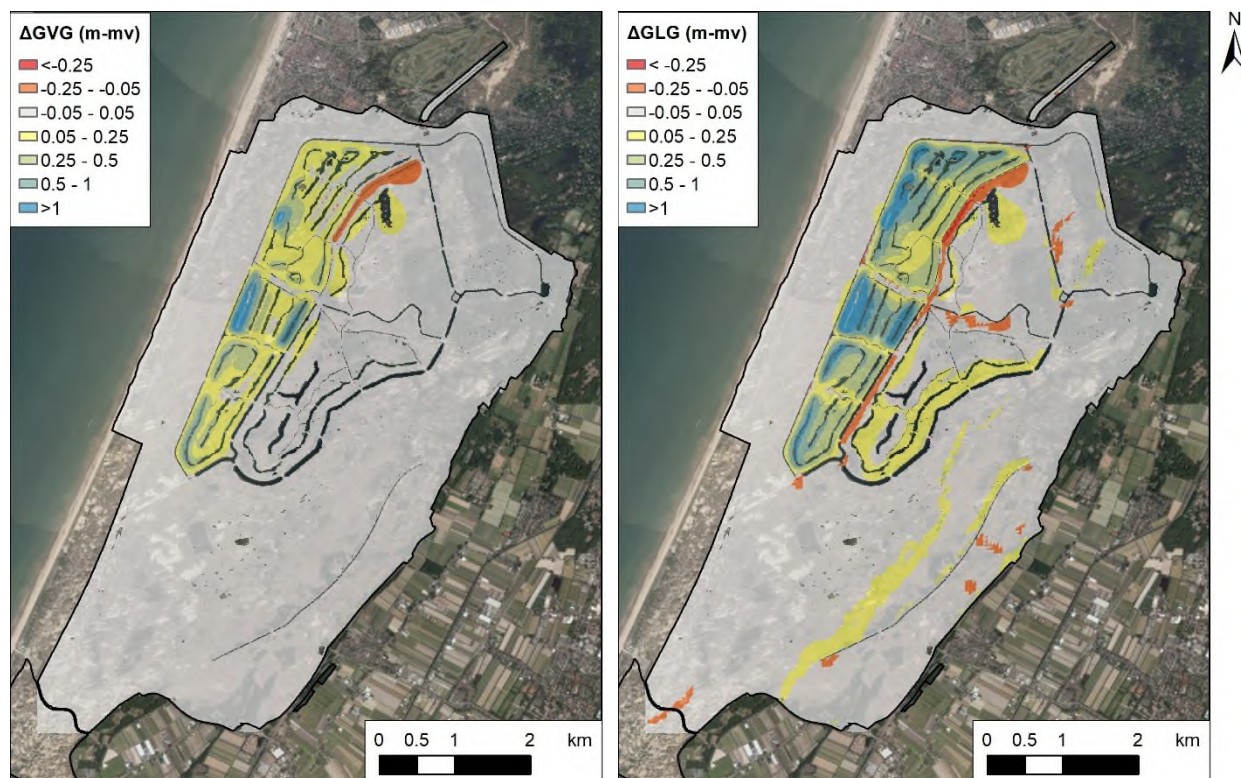 ΔGVG (m-mv)
<-0.25
-0.25 - -0.05
-0.05 - 0.05
0.05 - 0.25
0.25 - 0.5
0.5 - 1
>1
0 0.5 1 2 km
ΔGLG (m-mv)
< -0.25
-0.25 - -0.05
-0.05 - 0.05
0.05 - 0.25
0.25 - 0.5
0.5 - 1
>1
0 0.5 1 2 km
N